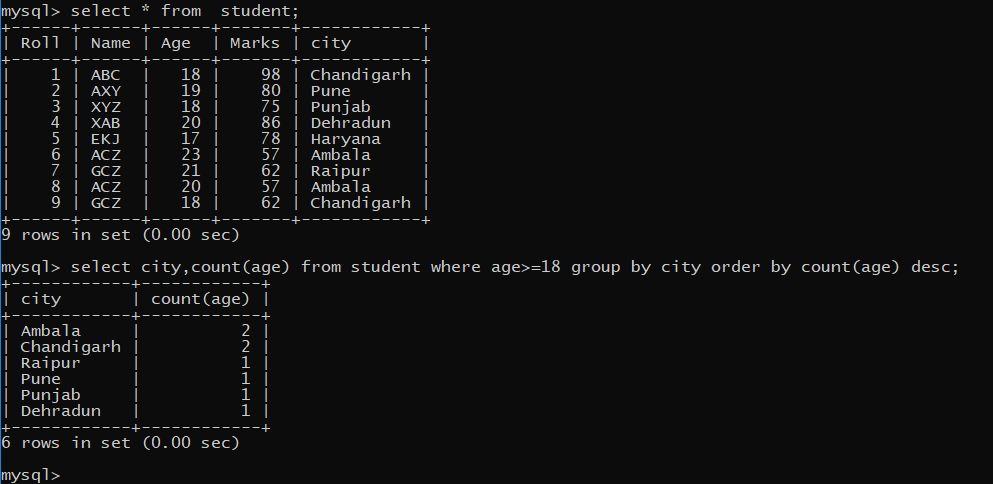 mysql> select * from  student;
+------+------+------+-------+------------+
| Roll | Name | Age  | Marks | city       |
+------+------+------+-------+------------+
|    1 | ABC  |   18 |    98 | Chandigarh |
|    2 | AXY  |   19 |    80 | Pune       |
|    3 | XYZ  |   18 |    75 | Punjab     |
|    4 | XAB  |   20 |    86 | Dehradun   |
|    5 | EKJ  |   17 |    78 | Haryana    |
|    6 | ACZ  |   23 |    57 | Ambala     |
|    7 | GCZ  |   21 |    62 | Raipur     |
|    8 | ACZ  |   20 |    57 | Ambala     |
|    9 | GCZ  |   18 |    62 | Chandigarh |
+------+------+------+-------+------------+
9 rows in set (0.00 sec)
mysql> select city,count(age) from student where age>=18 group by city order by count(age) desc;
+------------+------------+
| city       | count(age) |
+------------+------------+
| Ambala     |          2 |
| Chandigarh |          2 |
| Raipur     |          1 |
| Pune       |          1 |
| Punjab     |          1 |
| Dehradun   |          1 |
+------------+------------+
6 rows in set (0.00 sec)
mysql>